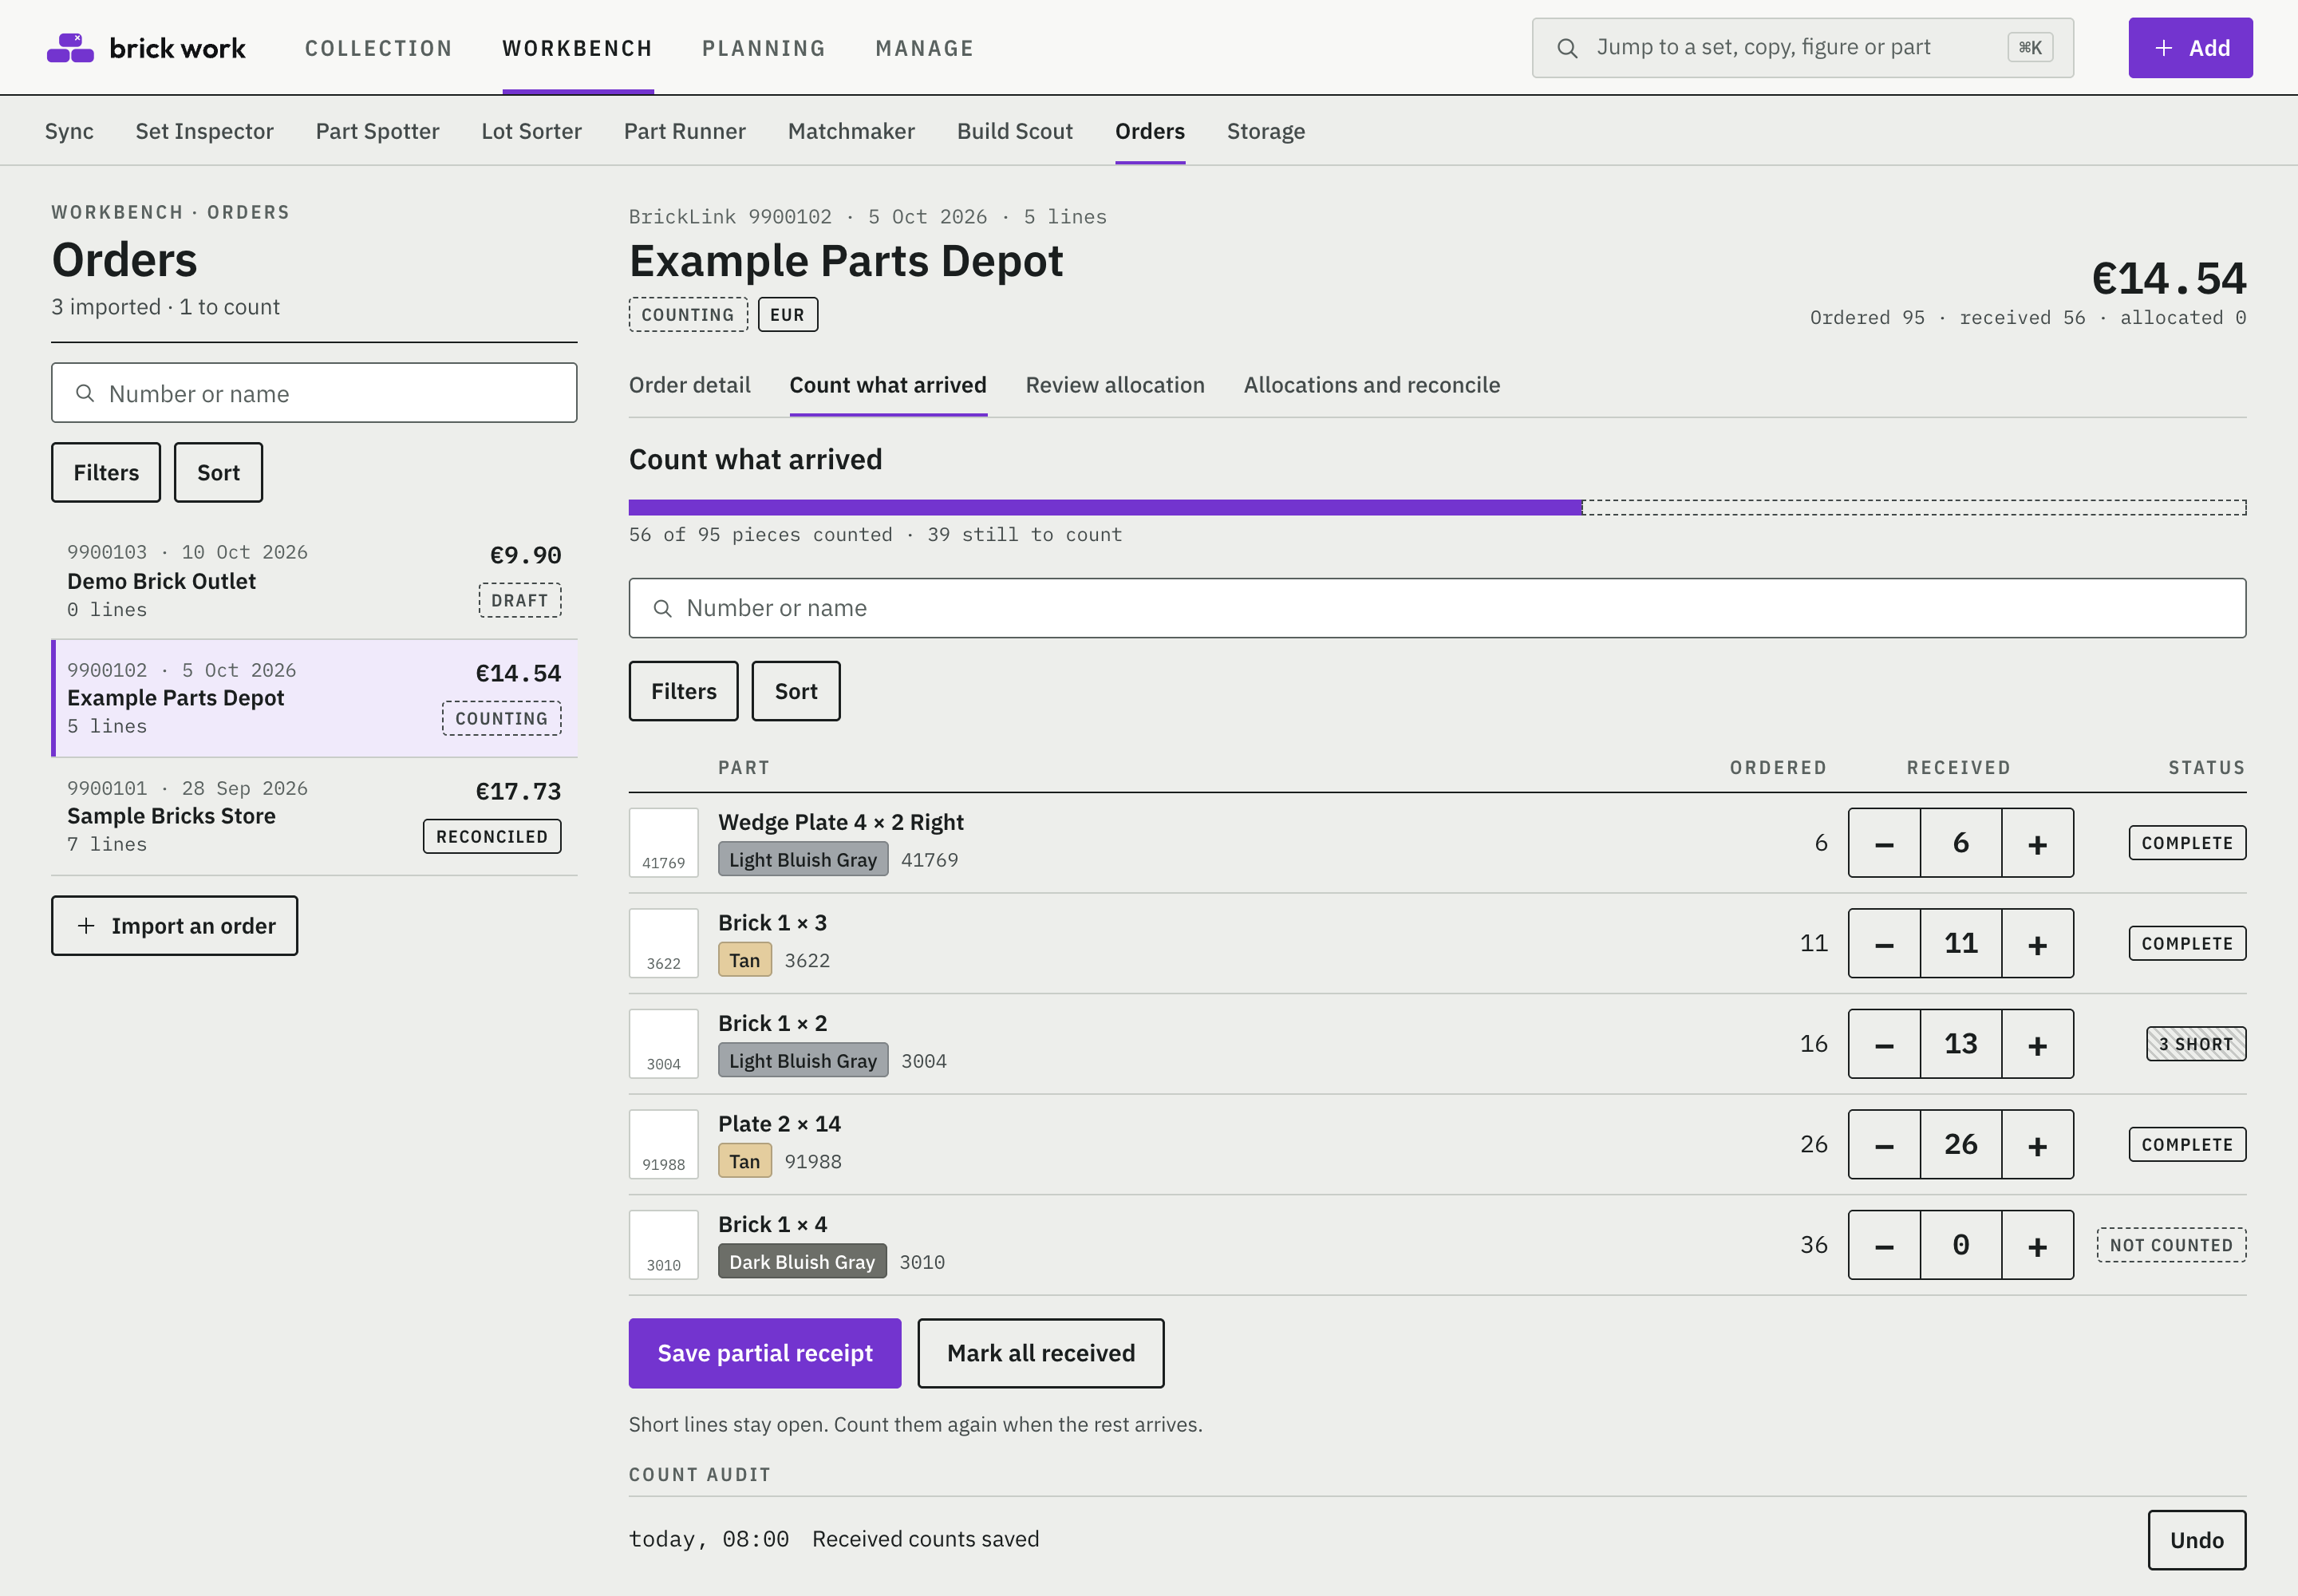 brick work
COLLECTION
WORKBENCH
PLANNING
MANAGE
Jump to a set, copy, figure or part
⌘K
+ Add
Sync
Set Inspector
Part Spotter
Lot Sorter
Part Runner
Matchmaker
Build Scout
Orders
Storage
WORKBENCH · ORDERS
Orders
3 imported · 1 to count
Number or name
Filters
Sort
9900103 · 10 Oct 2026
€9.90
Demo Brick Outlet
DRAFT
0 lines
9900102 · 5 Oct 2026
€14.54
Example Parts Depot
COUNTING
5 lines
9900101 · 28 Sep 2026
€17.73
Sample Bricks Store
RECONCILED
7 lines
+ Import an order
BrickLink 9900102 · 5 Oct 2026 · 5 lines
Example Parts Depot
COUNTING
EUR
€14.54
Ordered 95 · received 56 · allocated 0
Order detail
Count what arrived
Review allocation
Allocations and reconcile
Count what arrived
56 of 95 pieces counted · 39 still to count
Number or name
Filters
Sort
PART
ORDERED
RECEIVED
STATUS
41769
Wedge Plate 4 × 2 Right
Light Bluish Gray
41769
6
− 6 +
COMPLETE
3622
Brick 1 × 3
Tan
3622
11
− 11 +
COMPLETE
3004
Brick 1 × 2
Light Bluish Gray
3004
16
− 13 +
3 SHORT
91988
Plate 2 × 14
Tan
91988
26
− 26 +
COMPLETE
3010
Brick 1 × 4
Dark Bluish Gray
3010
36
− 0 +
NOT COUNTED
Save partial receipt
Mark all received
Short lines stay open. Count them again when the rest arrives.
COUNT AUDIT
today, 08:00 Received counts saved
Undo